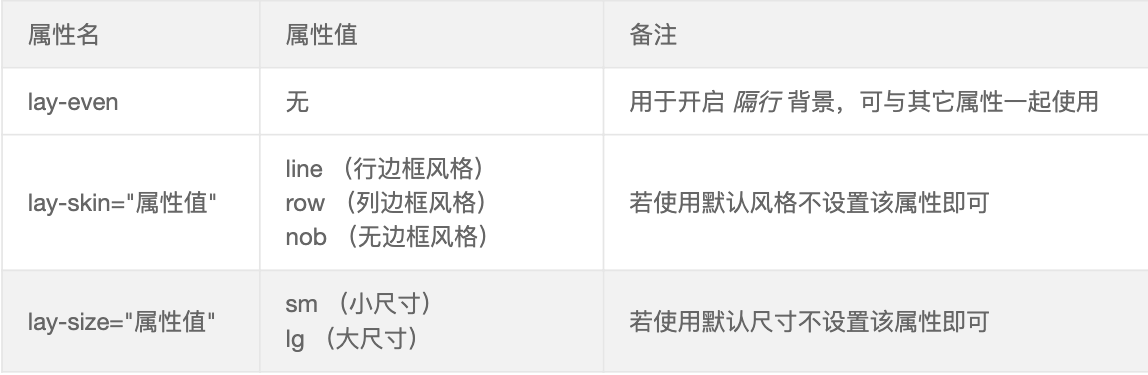 属性名 属性值 备注
lay-even 无 用于开启 隔行 背景，可与其它属性一起使用
lay-skin="属性值" line （行边框风格） 若使用默认风格不设置该属性即可
row （列边框风格）
nob （无边框风格）
lay-size="属性值" sm （小尺寸） 若使用默认尺寸不设置该属性即可
lg （大尺寸）